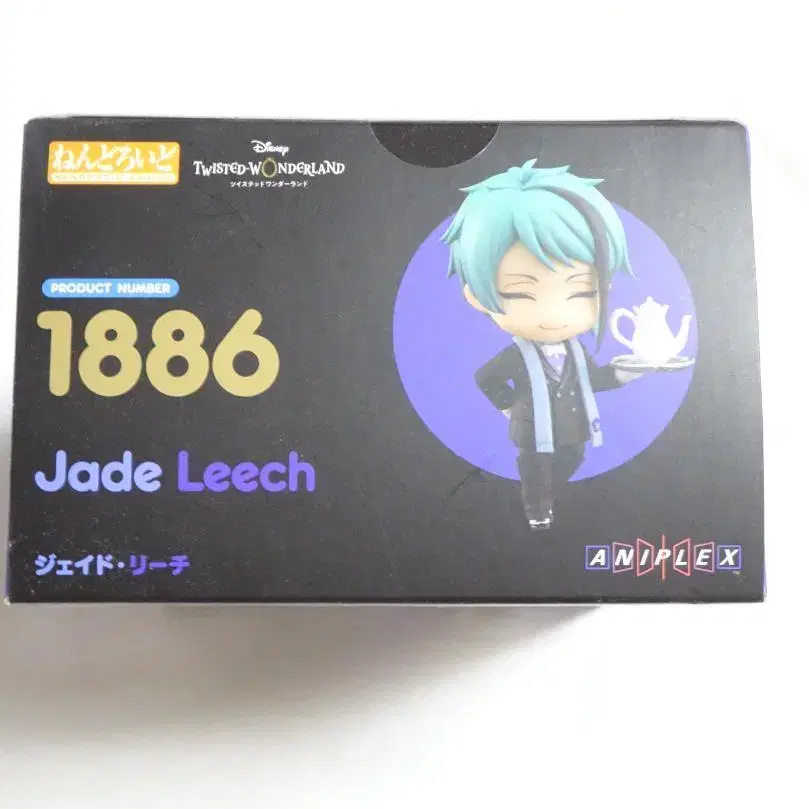 ねんどろいど
Disney
TWISTED-WONDERLAND
ツイステッドワンダーランド
PRODUCT NUMBER
1886
Jade Leech
ジェイド・リーチ
ANIPLEX
TM